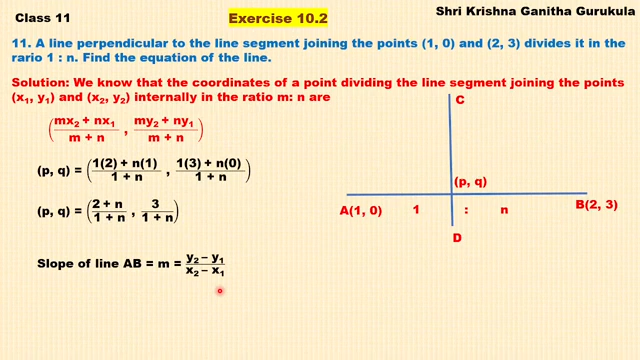 Class 11
Exercise 10.2
Shri Krishna Ganitha Gurukula
11. A line perpendicular to the line segment joining the points (1, 0) and (2, 3) divides it in the
rario 1 : n. Find the equation of the line.
Solution: We know that the coordinates of a point dividing the line segment joining the points
(x₁, y₁) and (x₂, y₂) internally in the ratio m: n are
((mx₂ + nx₁)/(m + n) , (my₂ + ny₁)/(m + n))
(p, q) = ((1(2) + n(1))/(1 + n) , (1(3) + n(0))/(1 + n))
(p, q) = ((2 + n)/(1 + n) , 3/(1 + n))
Slope of line AB = m = (y₂ – y₁)/(x₂ – x₁)
C
(p, q)
A(1, 0) 1 : n B(2, 3)
D